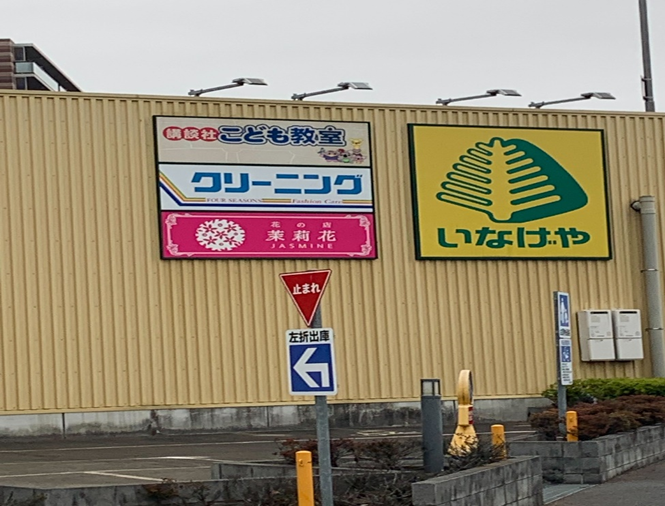 講談社こども教室
クリーニング
FOUR SEASONS Fashion Care
花の店
茉莉花
JASMINE
いなげや
止まれ
左折出庫